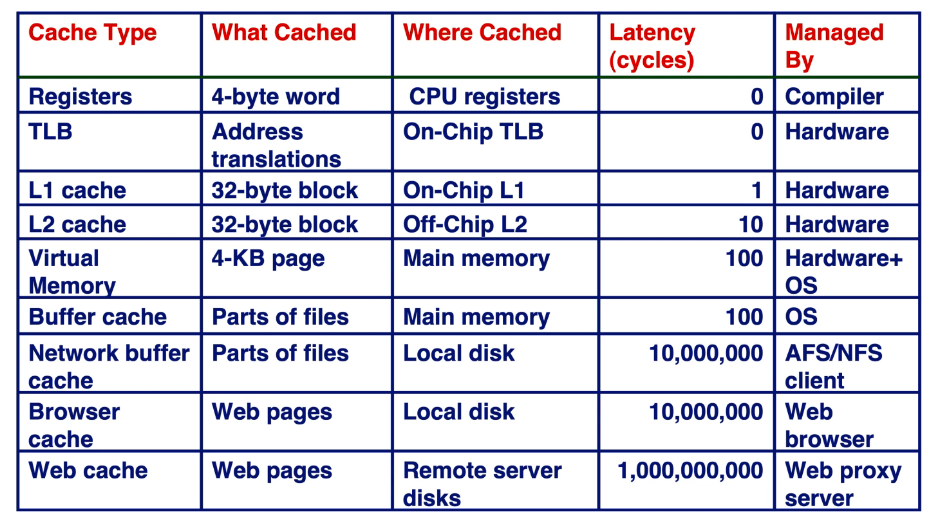 Cache Type What Cached Where Cached Latency (cycles) Managed By
Registers 4-byte word CPU registers 0 Compiler
TLB Address translations On-Chip TLB 0 Hardware
L1 cache 32-byte block On-Chip L1 1 Hardware
L2 cache 32-byte block Off-Chip L2 10 Hardware
Virtual Memory 4-KB page Main memory 100 Hardware+ OS
Buffer cache Parts of files Main memory 100 OS
Network buffer cache Parts of files Local disk 10,000,000 AFS/NFS client
Browser cache Web pages Local disk 10,000,000 Web browser
Web cache Web pages Remote server disks 1,000,000,000 Web proxy server